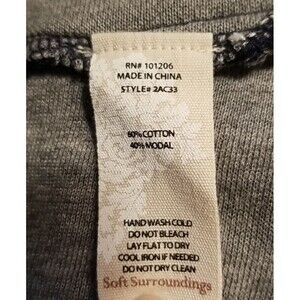 RN# 101206
MADE IN CHINA
STYLE# 2AC33
60% COTTON
40% MODAL
HAND WASH COLD
DO NOT BLEACH
LAY FLAT TO DRY
COOL IRON IF NEEDED
DO NOT DRY CLEAN
Soft Surroundings